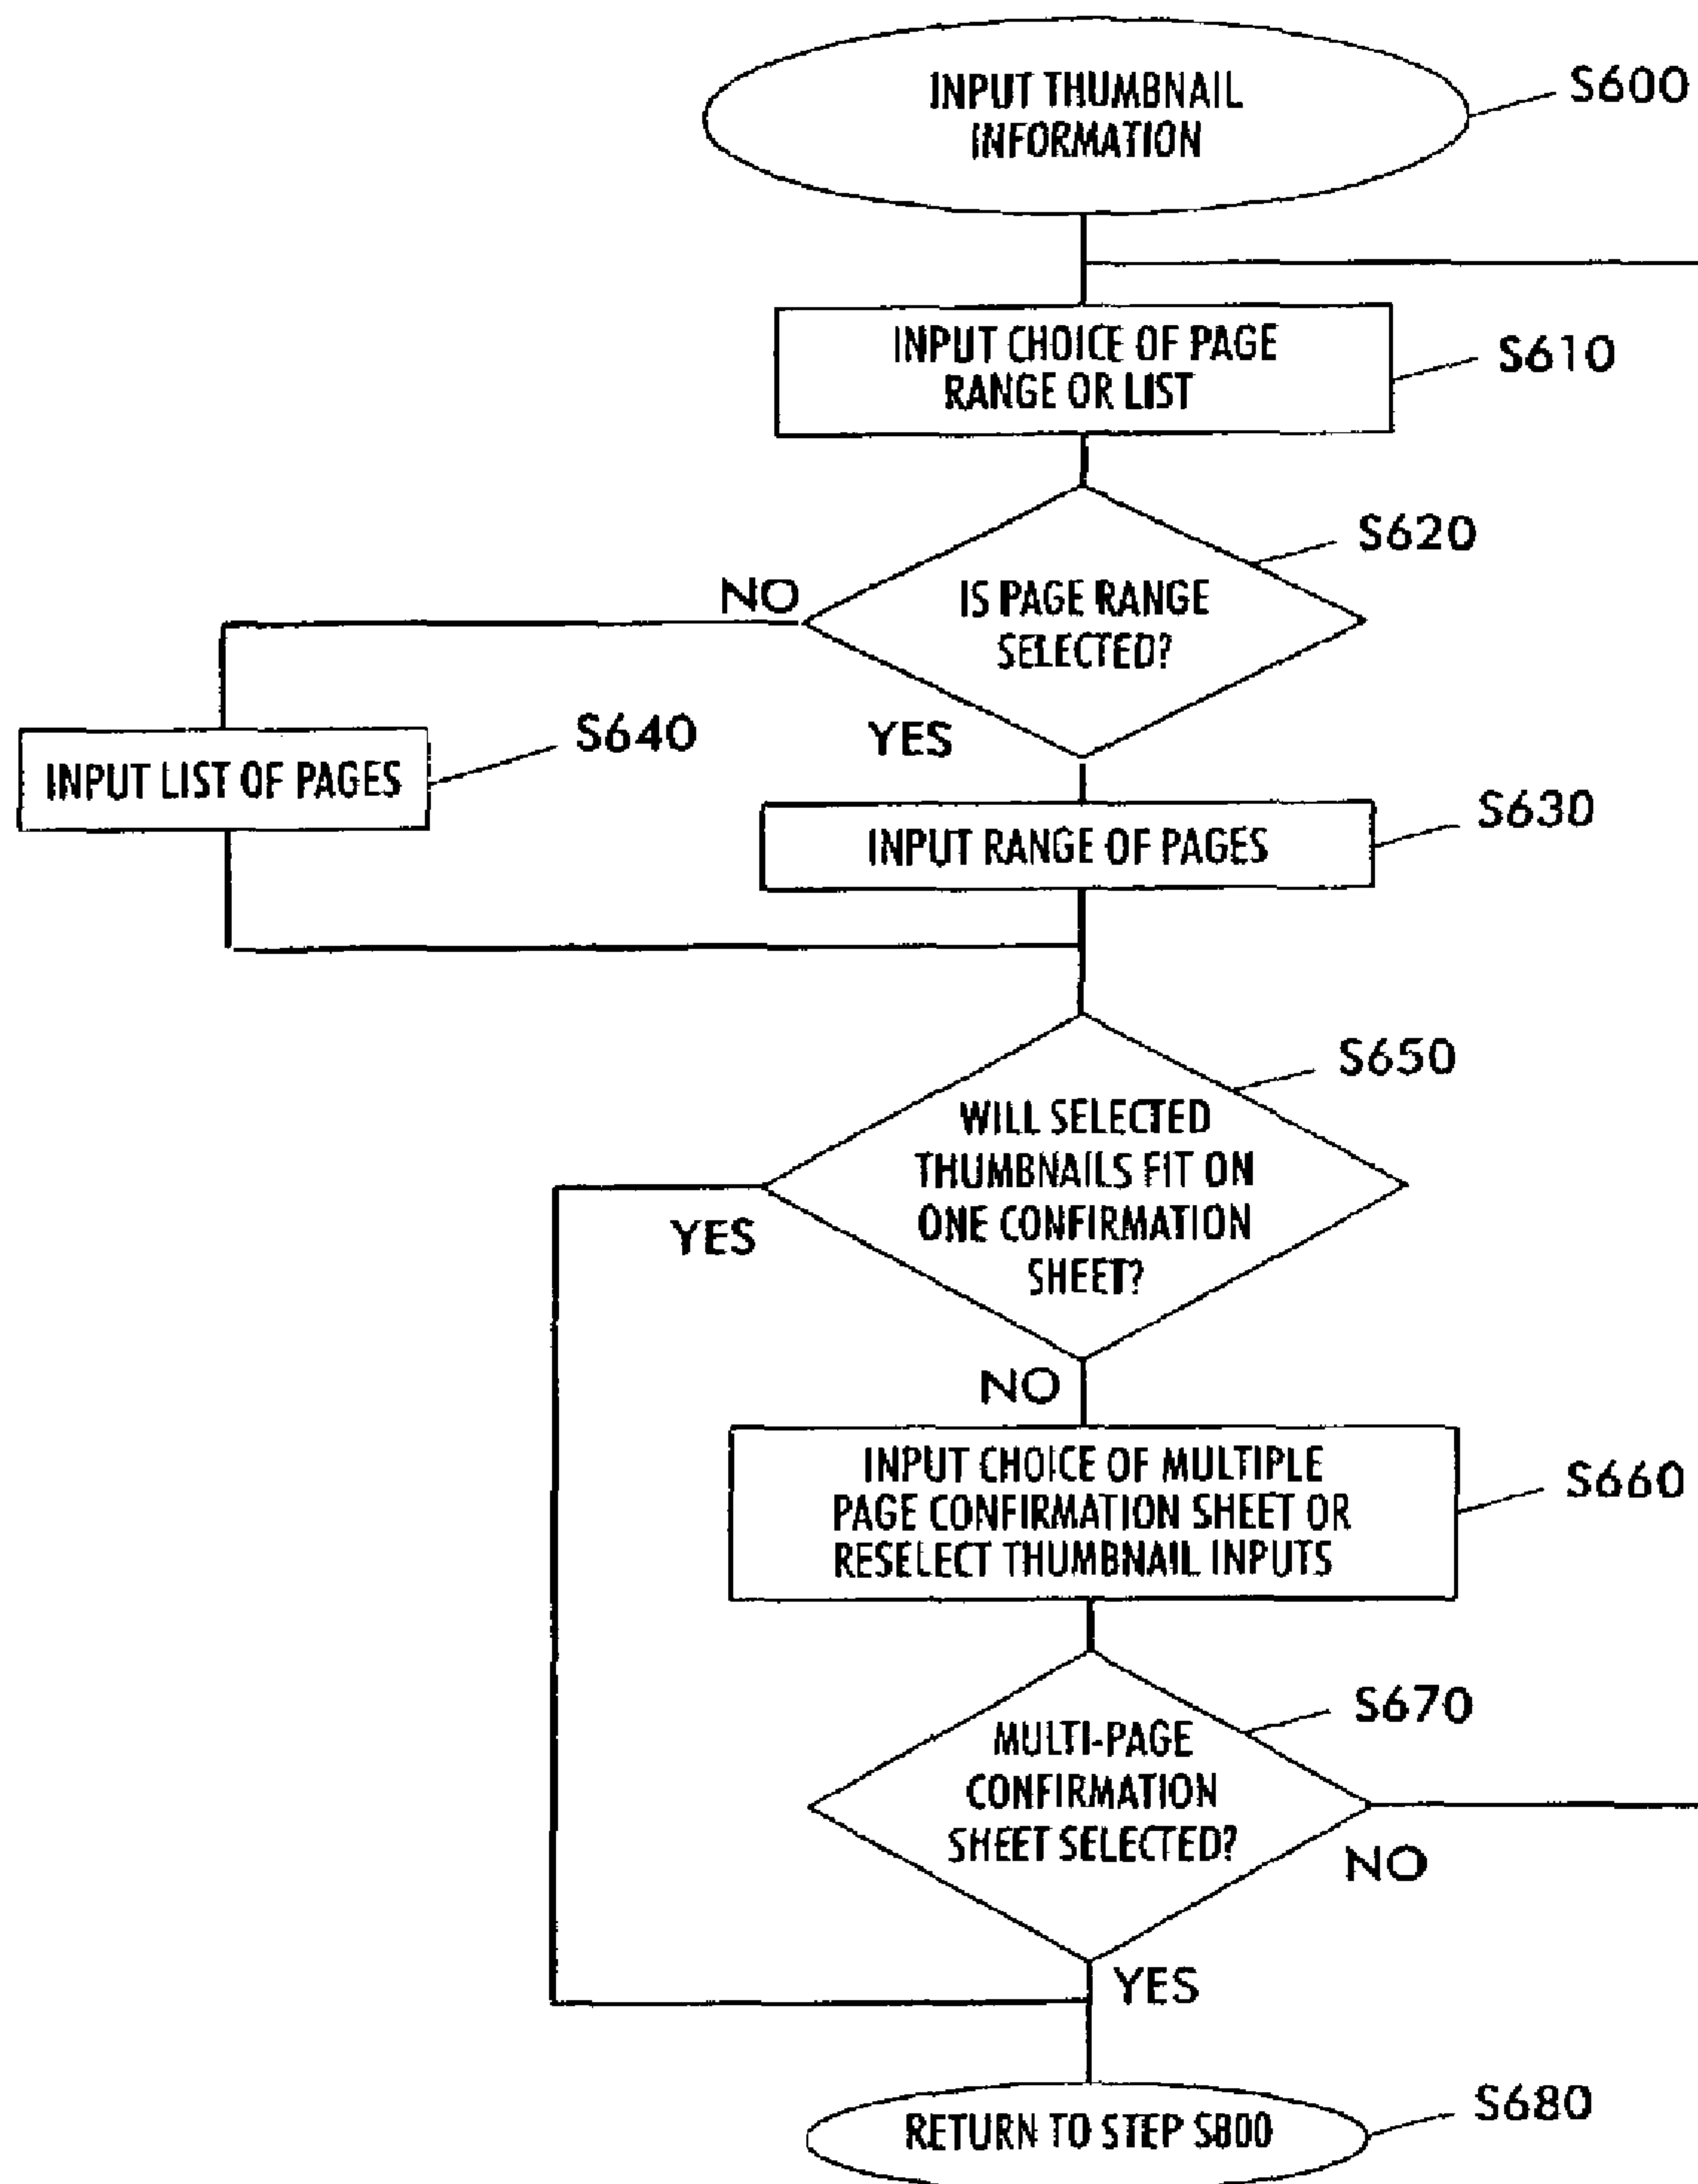 INPUT THUMBNAIL
INFORMATION
S600
INPUT CHOICE OF PAGE
RANGE OR LIST
S610
S620
NO
IS PAGE RANGE
SELECTED?
YES
S640
INPUT LIST OF PAGES
S630
INPUT RANGE OF PAGES
S650
WILL SELECTED
THUMBNAILS FIT ON
ONE CONFIRMATION
SHEET?
YES
NO
INPUT CHOICE OF MULTIPLE
PAGE CONFIRMATION SHEET OR
RESELECT THUMBNAIL INPUTS
S660
S670
MULTI-PAGE
CONFIRMATION
SHEET SELECTED?
NO
YES
RETURN TO STEP S800
S680